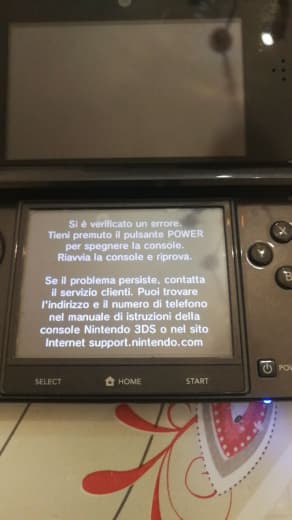 Si è verificato un errore.
Tieni premuto il pulsante POWER
per spegnere la console.
Riavvia la console e riprova.
Se il problema persiste, contatta
il servizio clienti. Puoi trovare
l'indirizzo e il numero di telefono
nel manuale di istruzioni della
console Nintendo 3DS o nel sito
Internet support.nintendo.com
X
Y
B
SELECT
HOME
START